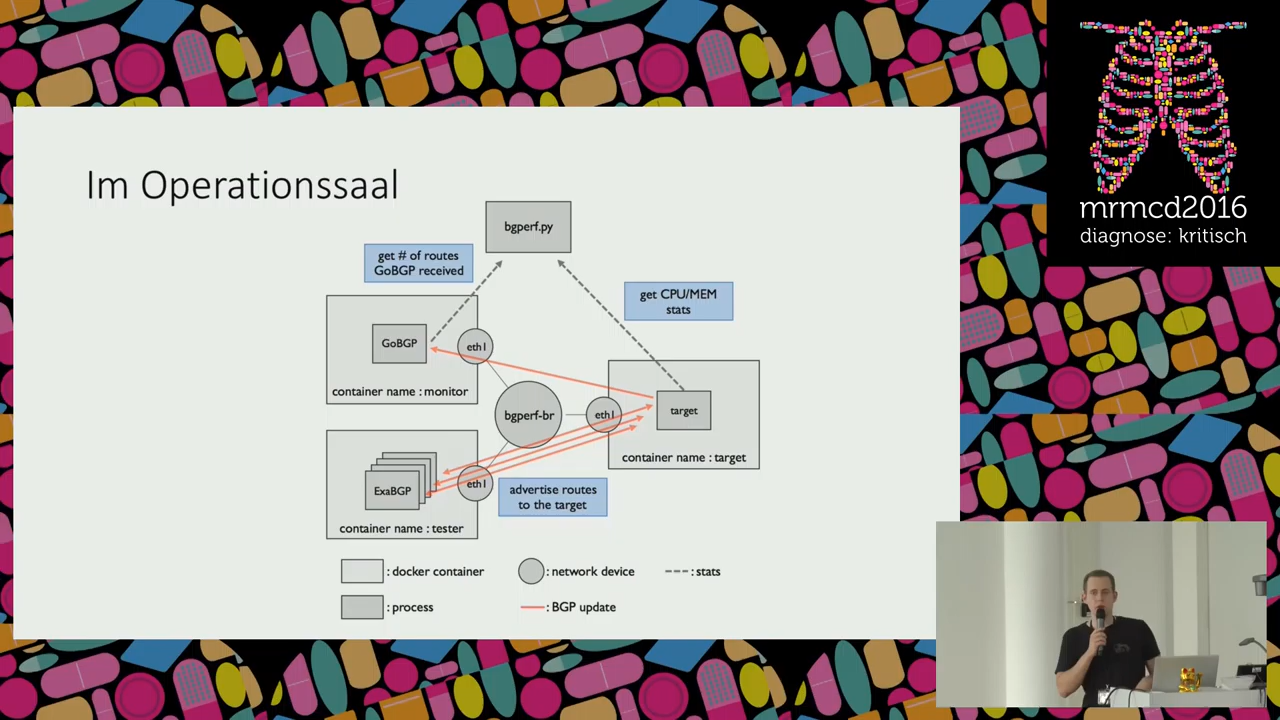 Im Operationssaal
bgperf.py
get # of routes
GoBGP received
get CPU/MEM
stats
GoBGP
eth1
container name : monitor
bgperf-br
eth1
target
container name : target
ExaBGP
eth1
advertise routes
to the target
container name : tester
: docker container
: network device
: stats
: process
: BGP update
mrmcd2016
diagnose: kritisch